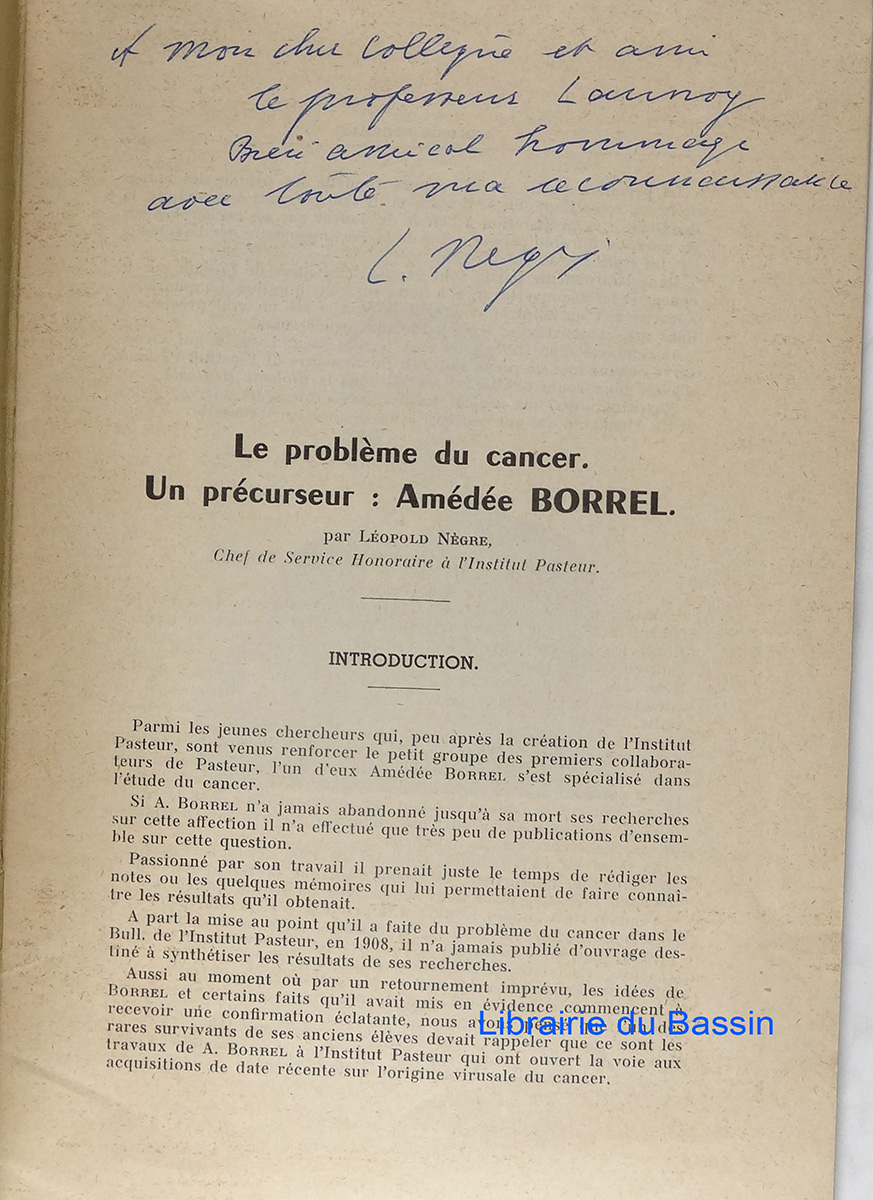 A mon cher collegue et ami
le professeur Launoy
Bien amical hommage
avec toute ma reconnaissance
L. Negre
Le problème du cancer.
Un précurseur : Amédée BORREL.
par LÉOPOLD NÈGRE,
Chef de Service Honoraire à l'Institut Pasteur.
INTRODUCTION.
Parmi les jeunes chercheurs qui, peu après la création de l'Institut
Pasteur, sont venus renforcer le petit groupe des premiers collabora-
teurs de Pasteur, l'un d'eux Amédée BORREL s'est spécialisé dans
l'étude du cancer.
Si A. BORREL n'a jamais abandonné jusqu'à sa mort ses recherches
sur cette affection il n'a effectué que très peu de publications d'ensem-
ble sur cette question.
Passionné par son travail il prenait juste le temps de rédiger les
notes ou les quelques mémoires qui lui permettaient de faire connaî-
tre les résultats qu'il obtenait.
A part la mise au point qu'il a faite du problème du cancer dans le
Bull. de l'Institut Pasteur, en 1908, il n'a jamais publié d'ouvrage des-
tiné à synthétiser les résultats de ses recherches.
Aussi au moment où par un retournement imprévu, les idées de
BORREL et certains faits qu'il avait mis en évidence commencent à
recevoir une confirmation éclatante, nous des
rares survivants de ses anciens élèves devait rappeler que ce sont les
travaux de A. BORREL à l'Institut Pasteur qui ont ouvert la voie aux
acquisitions de date récente sur l'origine virusale du cancer.
Librairie du Bassin